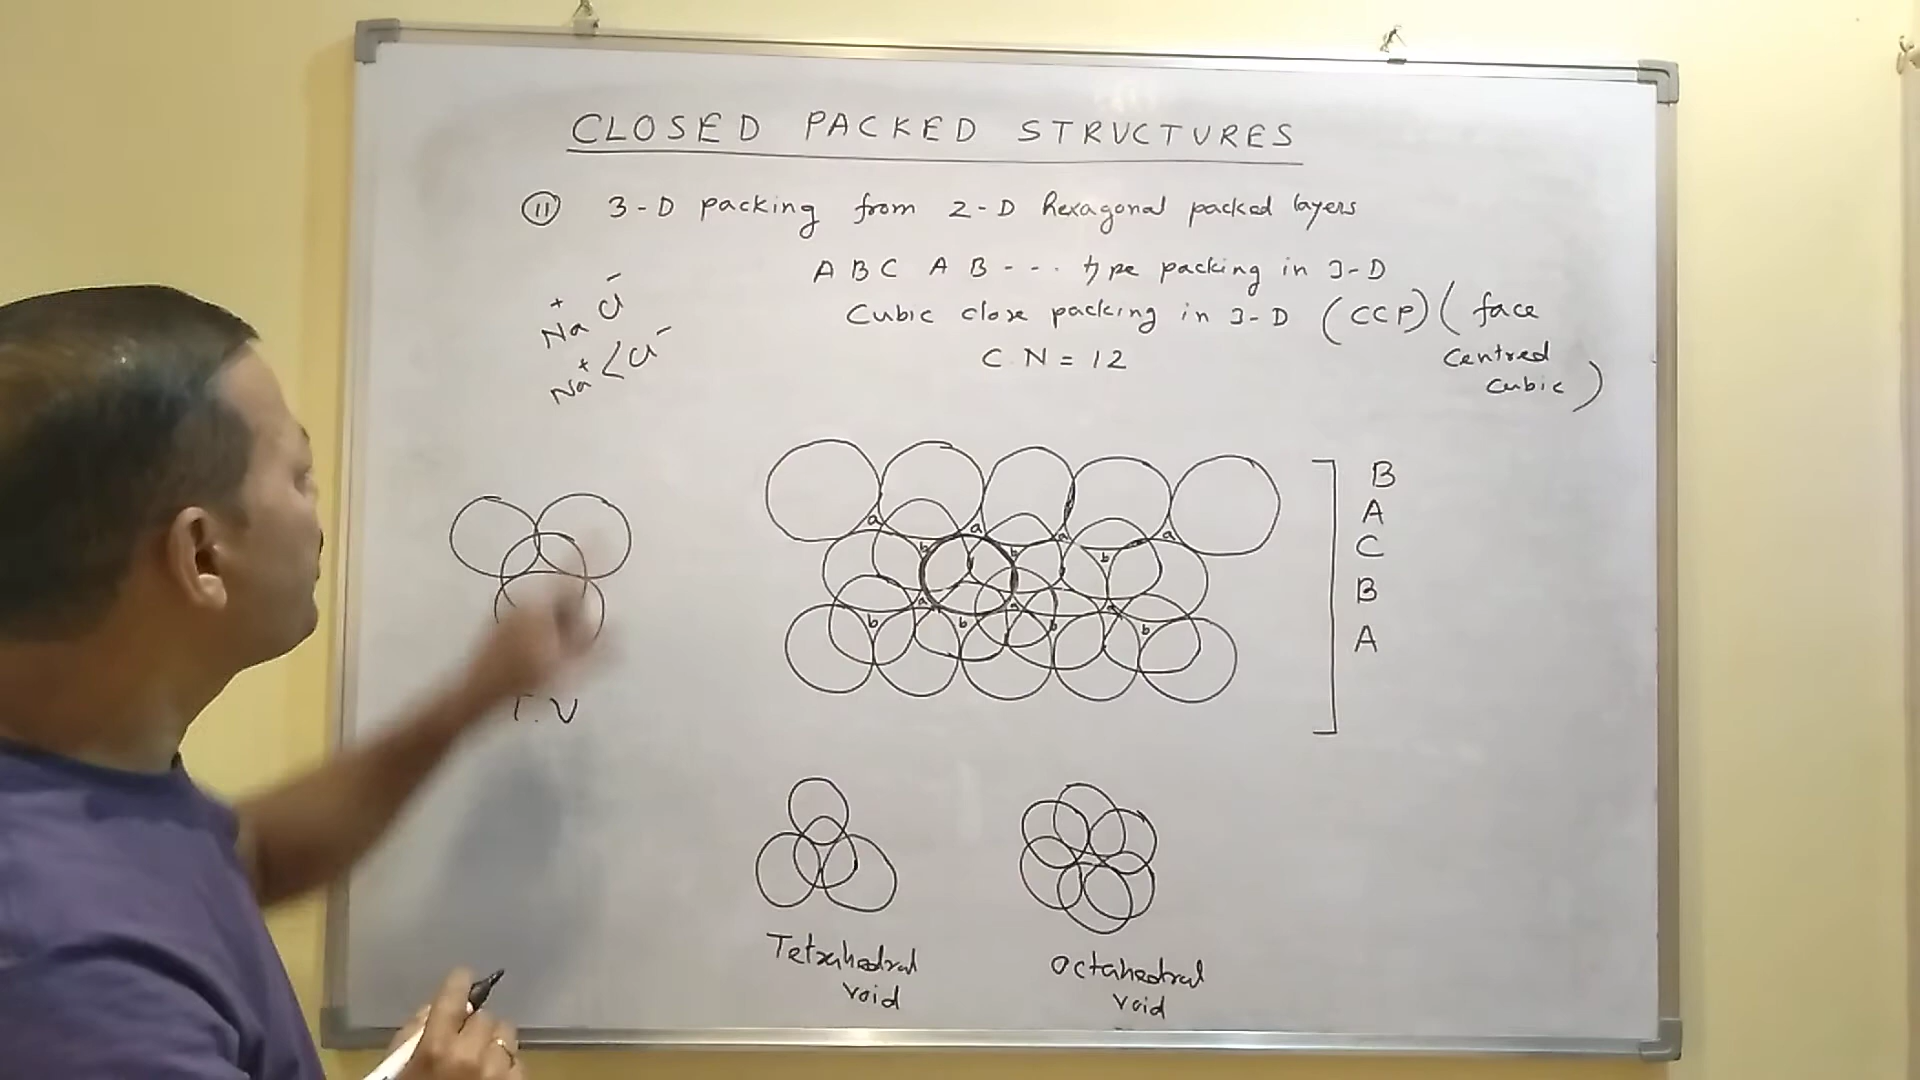 CLOSED PACKED STRUCTURES
(11) 3-D packing from 2-D hexagonal packed layers
A B C A B - - - . type packing in 3-D
Cubic close packing in 3-D (CCP) ( face
Centred
Cubic )
C N = 12
Na+ Cl-
Na+ < Cl-
a a a a
b b b
a a a
b b b b
B
A
C
B
A
T.V
Tetrahedral
void
Octahedral
void